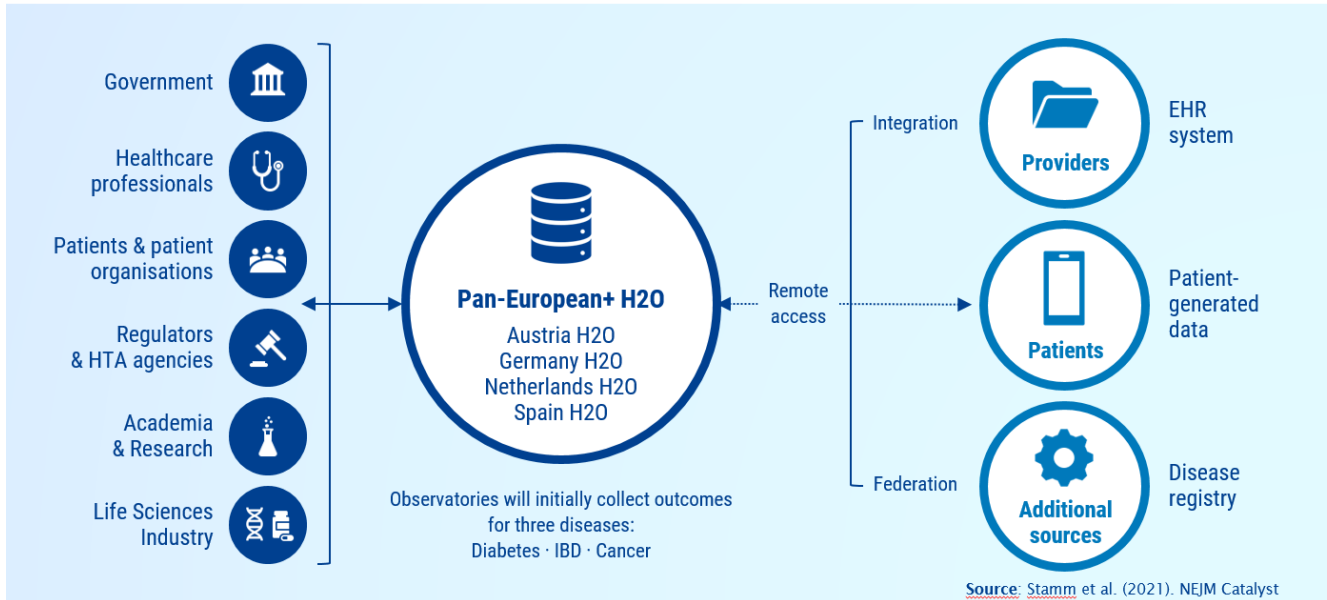 Government
Healthcare
professionals
Patients & patient
organisations
Regulators
& HTA agencies
Academia
& Research
Life Sciences
Industry
Pan-European+ H2O
Austria H2O
Germany H2O
Netherlands H2O
Spain H2O
Observatories will initially collect outcomes
for three diseases:
Diabetes · IBD · Cancer
Remote
access
Integration
Federation
Providers
EHR
system
Patients
Patient-
generated
data
Additional
sources
Disease
registry
Source: Stamm et al. (2021). NEJM Catalyst